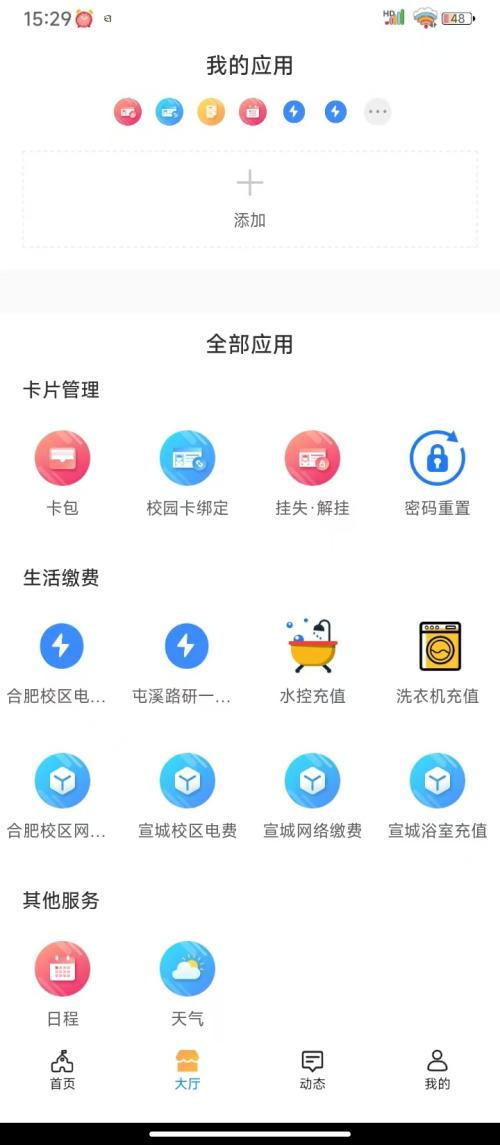 15:29
HD
48
我的应用
添加
全部应用
卡片管理
卡包 校园卡绑定 挂失·解挂 密码重置
生活缴费
合肥校区电... 屯溪路研一... 水控充值 洗衣机充值
合肥校区网... 宣城校区电费 宣城网络缴费 宣城浴室充值
其他服务
日程 天气
首页 大厅 动态 我的